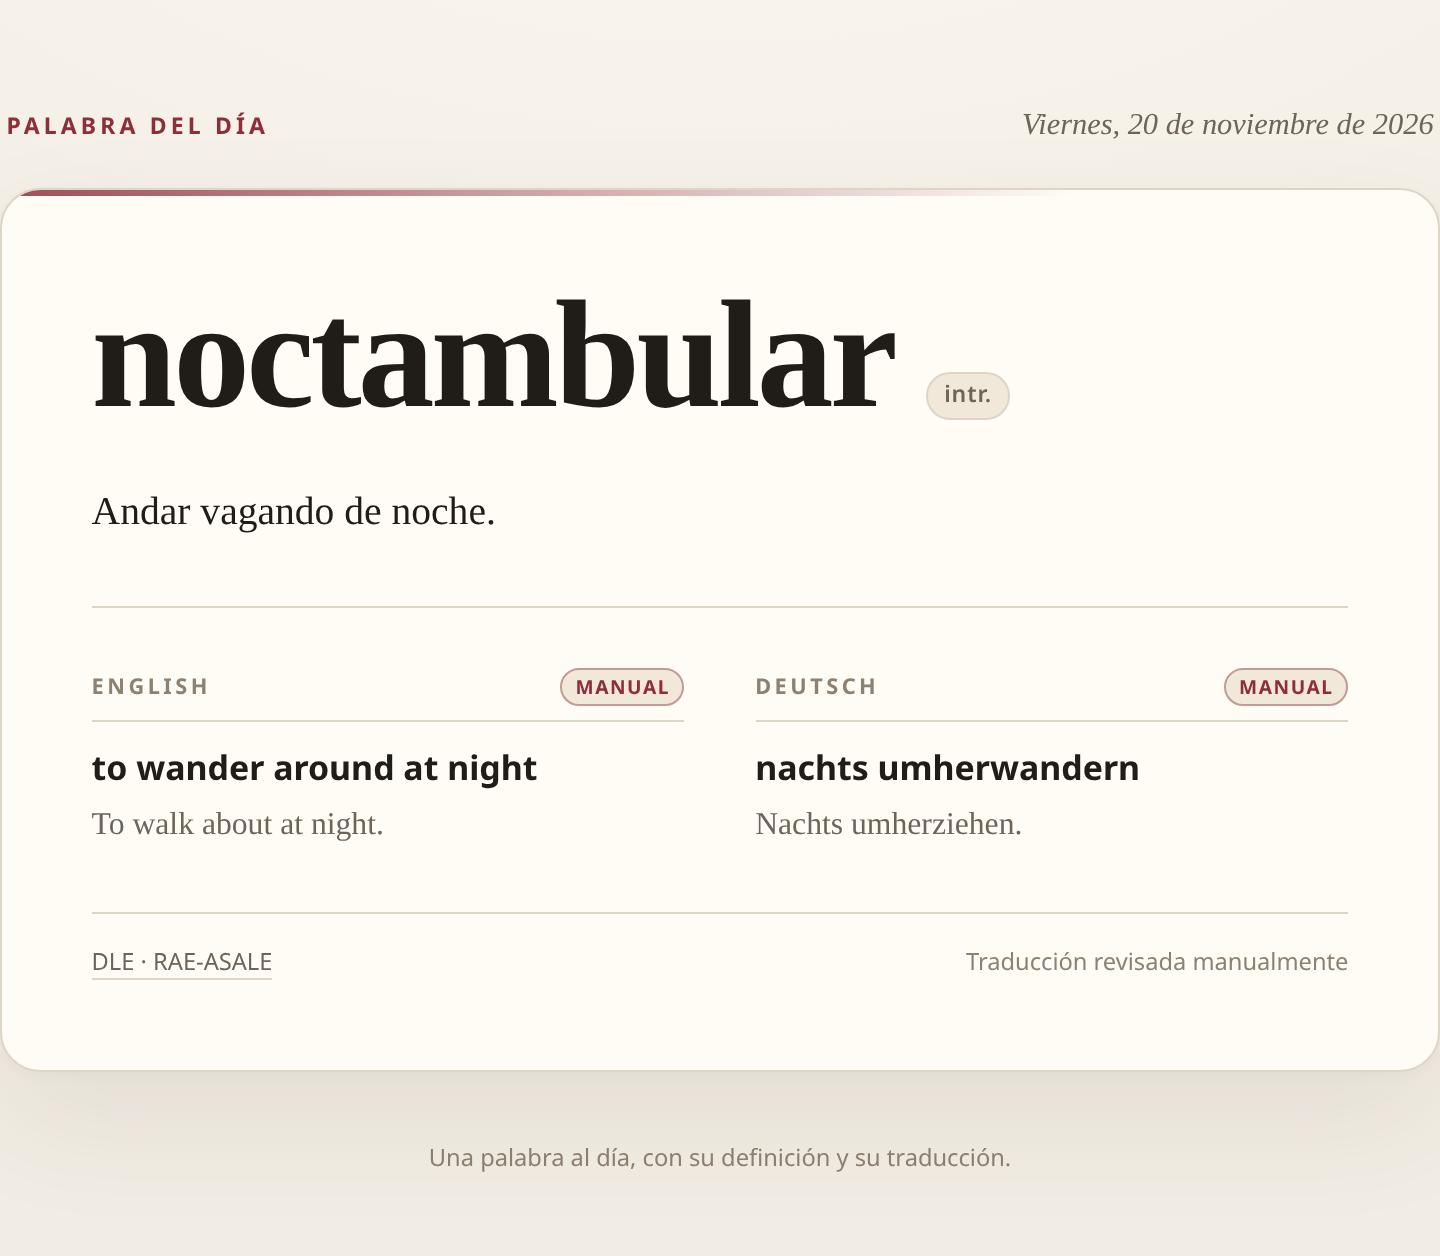 PALABRA DEL DÍA
Viernes, 20 de noviembre de 2026
noctambular intr.
Andar vagando de noche.
ENGLISH MANUAL
to wander around at night
To walk about at night.
DEUTSCH MANUAL
nachts umherwandern
Nachts umherziehen.
DLE · RAE-ASALE
Traducción revisada manualmente
Una palabra al día, con su definición y su traducción.